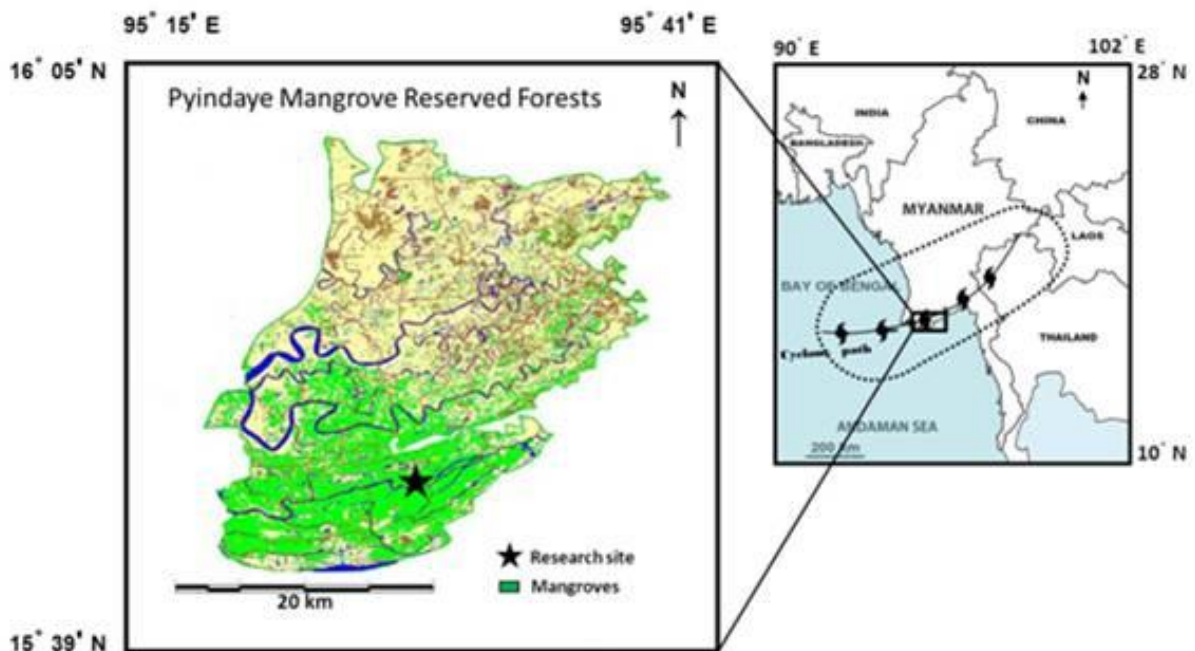 95° 15' E
95° 41' E
16° 05' N
15° 39' N
Pyindaye Mangrove Reserved Forests
N
Research site
Mangroves
20 km
90° E
102° E
28° N
10° N
N
INDIA
CHINA
BANGLADESH
MYANMAR
LAOS
BAY OF BENGAL
THAILAND
Cyclone path
ANDAMAN SEA
200 km